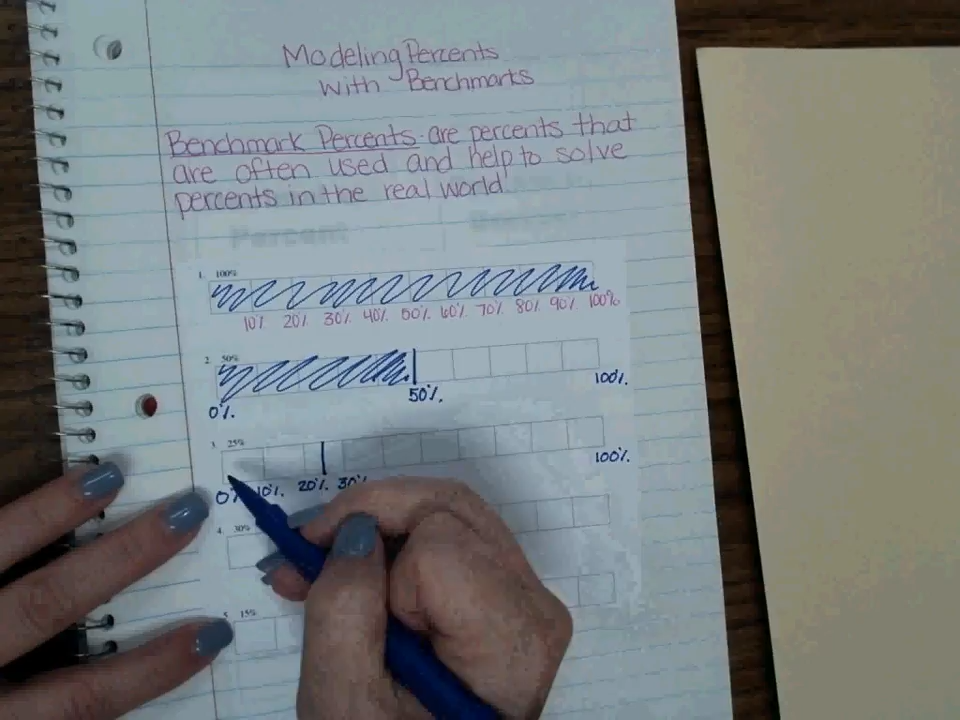 Modeling Percents
with Benchmarks
Benchmark Percents are percents that
are often used and help to solve
percents in the real world
1. 100%
10% 20% 30% 40% 50% 60% 70% 80% 90% 100%
2. 50%
0% 50% 100%
3. 25%
0% 10% 20% 30% 100%
4. 30%
5. 15%